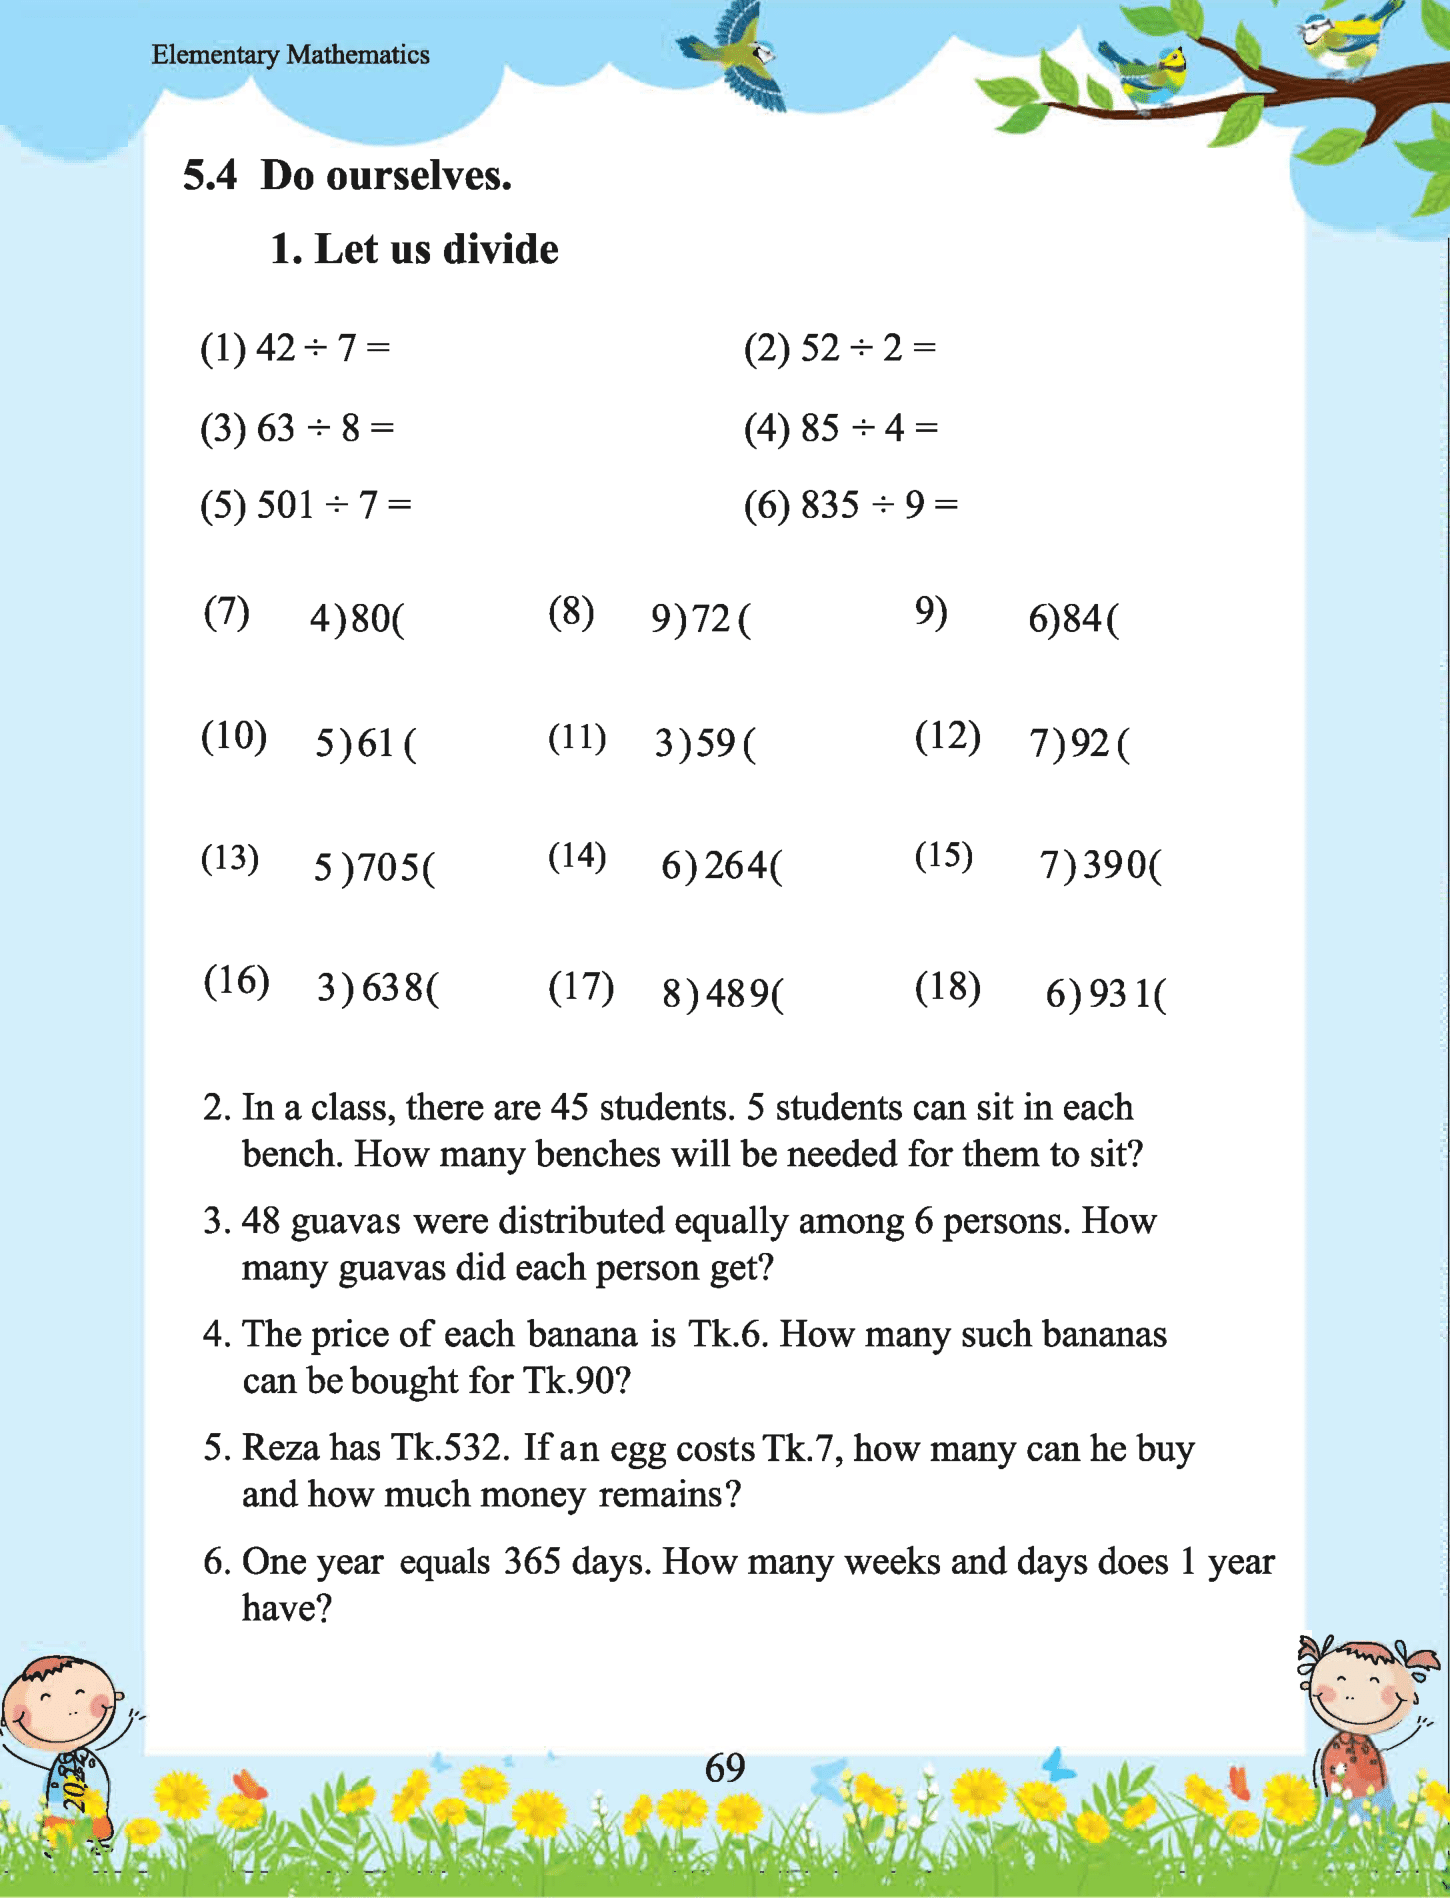 Elementary Mathematics
5.4 Do ourselves.
1. Let us divide
(1) 42 ÷ 7 =
(2) 52 ÷ 2 =
(3) 63 ÷ 8 =
(4) 85 ÷ 4 =
(5) 501 ÷ 7 =
(6) 835 ÷ 9 =
(7) 4)80(
(8) 9)72(
9) 6)84(
(10) 5)61(
(11) 3)59(
(12) 7)92(
(13) 5)705(
(14) 6)264(
(15) 7)390(
(16) 3)638(
(17) 8)489(
(18) 6)931(
2. In a class, there are 45 students. 5 students can sit in each
bench. How many benches will be needed for them to sit?
3. 48 guavas were distributed equally among 6 persons. How
many guavas did each person get?
4. The price of each banana is Tk.6. How many such bananas
can be bought for Tk.90?
5. Reza has Tk.532. If an egg costs Tk.7, how many can he buy
and how much money remains?
6. One year equals 365 days. How many weeks and days does 1 year
have?
69